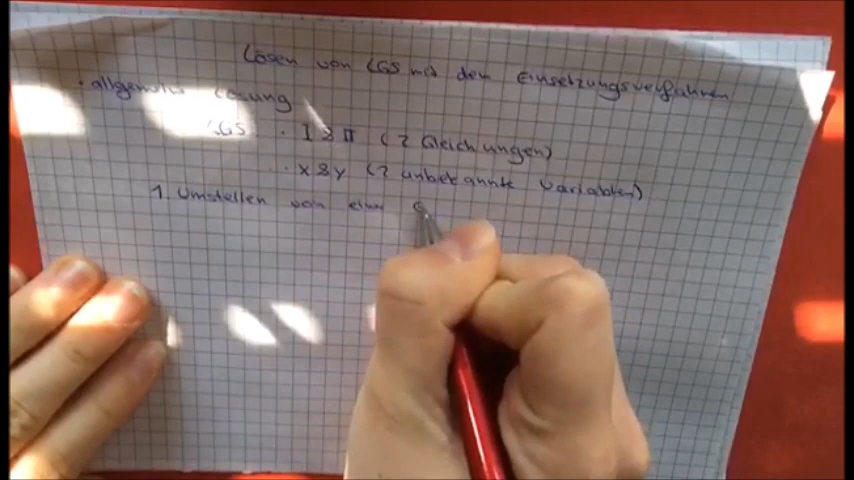 Lösen von LGS mit dem Einsetzungsverfahren
· allgemeine Lösung
LGS · I & II (2 Gleichungen)
· x & y (2 unbekannte Variablen)
1. Umstellen von einer G